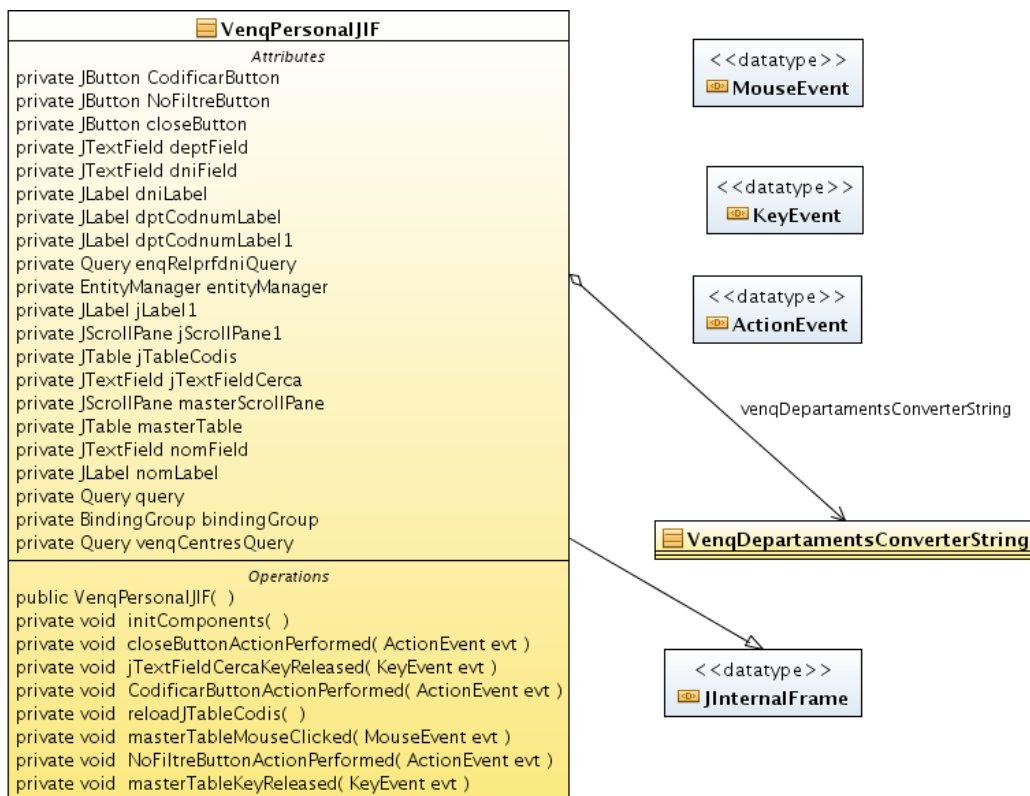 VenqPersonalJIF
Attributes
private JButton CodificarButton
private JButton NoFiltreButton
private JButton closeButton
private JTextField deptField
private JTextField dniField
private JLabel dniLabel
private JLabel dptCodnumLabel
private JLabel dptCodnumLabel1
private Query enqRelprfdniQuery
private EntityManager entityManager
private JLabel jLabel1
private JScrollPane jScrollPane1
private JTable jTableCodis
private JTextField jTextFieldCerca
private JScrollPane masterScrollPane
private JTable masterTable
private JTextField nomField
private JLabel nomLabel
private Query query
private BindingGroup bindingGroup
private Query venqCentresQuery
Operations
public VenqPersonalJIF( )
private void initComponents( )
private void closeButtonActionPerformed( ActionEvent evt )
private void jTextFieldCercaKeyReleased( KeyEvent evt )
private void CodificarButtonActionPerformed( ActionEvent evt )
private void reloadJTableCodis( )
private void masterTableMouseClicked( MouseEvent evt )
private void NoFiltreButtonActionPerformed( ActionEvent evt )
private void masterTableKeyReleased( KeyEvent evt )
<<datatype>>
MouseEvent
<<datatype>>
KeyEvent
<<datatype>>
ActionEvent
venqDepartamentsConverterString
VenqDepartamentsConverterString
<<datatype>>
JInternalFrame